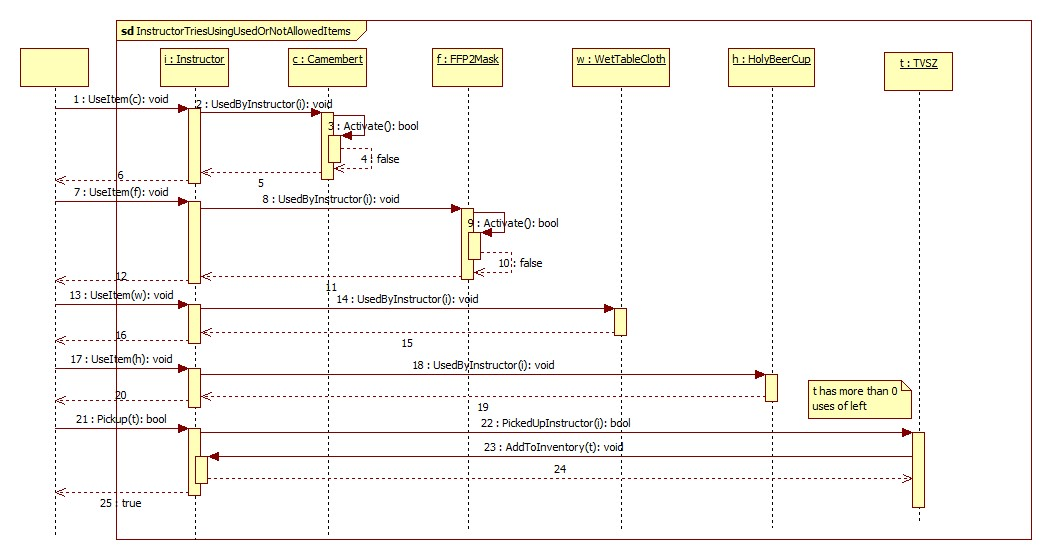 sd InstructorTriesUsingUsedOrNotAllowedItems
i : Instructor
c : Camembert
f : FFP2Mask
w : WetTableCloth
h : HolyBeerCup
t : TVSZ
1 : UseItem(c): void
2 : UsedByInstructor(i): void
3 : Activate(): bool
4 : false
5
6
7 : UseItem(f): void
8 : UsedByInstructor(i): void
9 : Activate(): bool
10 : false
11
12
13 : UseItem(w): void
14 : UsedByInstructor(i): void
15
16
17 : UseItem(h): void
18 : UsedByInstructor(i): void
19
20
t has more than 0
uses of left
21 : Pickup(t): bool
22 : PickedUpInstructor(i): bool
23 : AddToInventory(t): void
24
25 : true